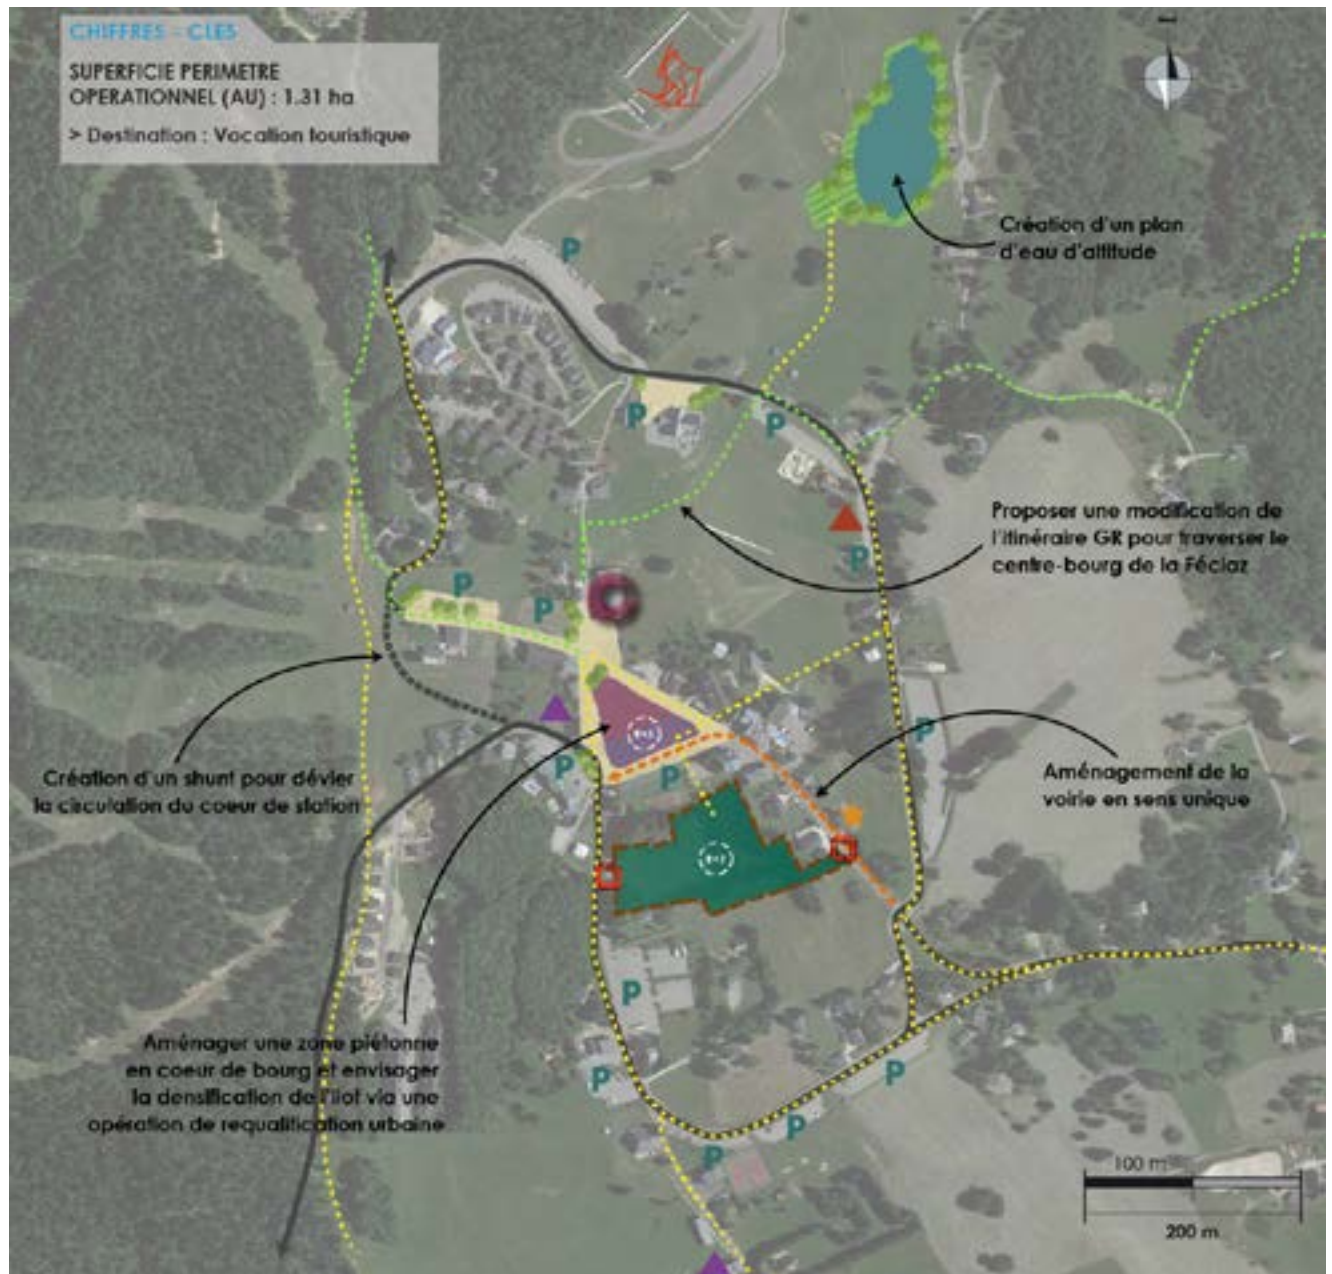 CHIFFRES - CLES
SUPERFICIE PERIMETRE
OPERATIONNEL (AU) : 1.31 ha
> Destination : Vocation touristique
P
Création d'un plan
d'eau d'altitude
P
P
Proposer une modification de
l'itinéraire GR pour traverser le
centre-bourg de la Féclaz
P
P
P
P
P
P
Création d'un shunt pour dévier
la circulation du coeur de station
Aménagement de la
voirie en sens unique
P
P
Aménager une zone piétonne
en coeur de bourg et envisager
la densification de l'îlot via une
opération de requalification urbaine
P
P
P
P
100 m
200 m